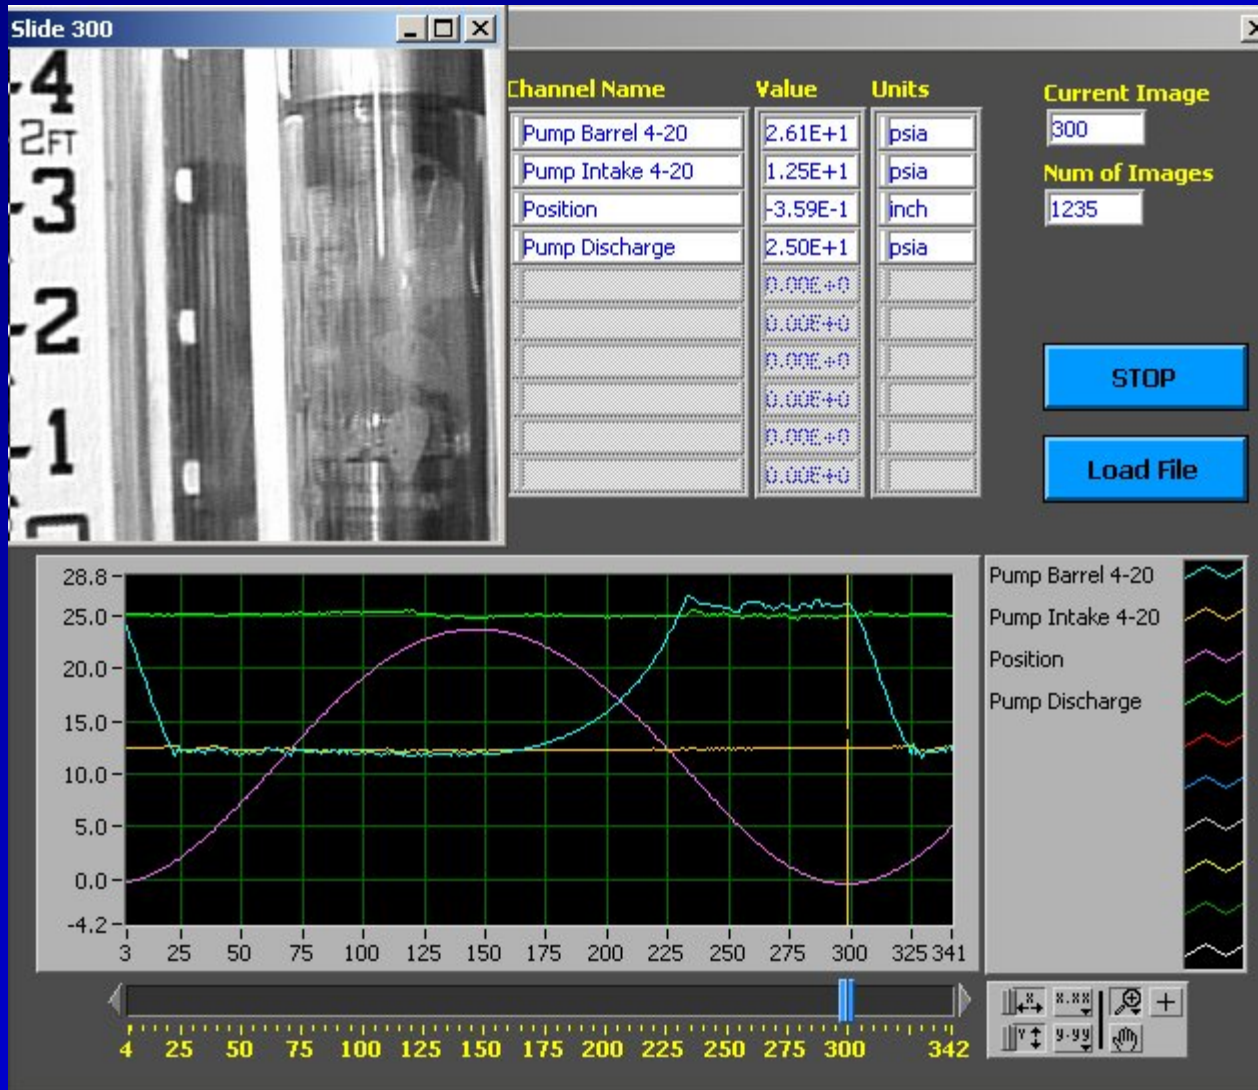 Slide 300
4
2FT
3
2
1
Channel Name Value Units
Pump Barrel 4-20 2.61E+1 psia
Pump Intake 4-20 1.25E+1 psia
Position -3.59E-1 inch
Pump Discharge 2.50E+1 psia
0.00E+0
0.00E+0
0.00E+0
0.00E+0
0.00E+0
0.00E+0
Current Image
300
Num of Images
1235
STOP
Load File
28.8
25.0
20.0
15.0
10.0
5.0
0.0
-4.2
3 25 50 75 100 125 150 175 200 225 250 275 300 325 341
Pump Barrel 4-20
Pump Intake 4-20
Position
Pump Discharge
4 25 50 75 100 125 150 175 200 225 250 275 300 342
X X.XX
Y Y.YY